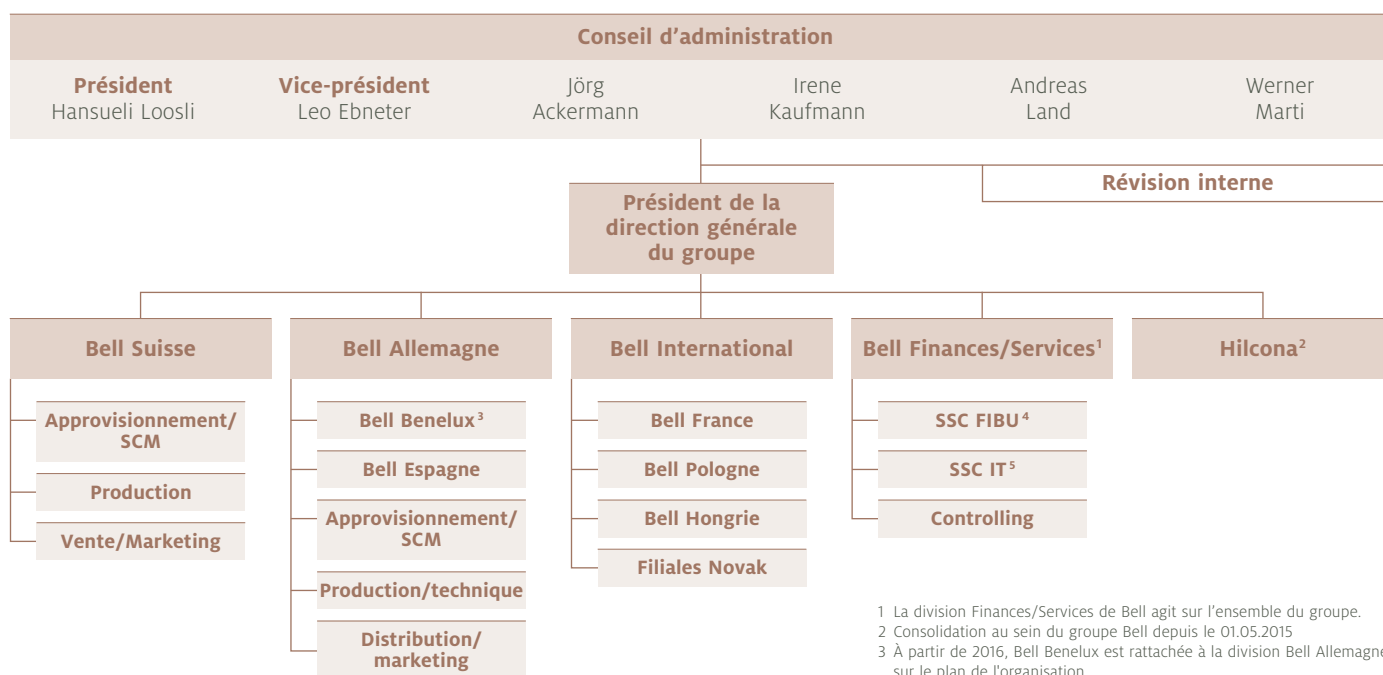 Conseil d'administration
Président
Hansueli Loosli
Vice-président
Leo Ebneter
Jörg
Ackermann
Irene
Kaufmann
Andreas
Land
Werner
Marti
Révision interne
Président de la
direction générale
du groupe
Bell Suisse
Approvisionnement/
SCM
Production
Vente/Marketing
Bell Allemagne
Bell Benelux³
Bell Espagne
Approvisionnement/
SCM
Production/technique
Distribution/
marketing
Bell International
Bell France
Bell Pologne
Bell Hongrie
Filiales Novak
Bell Finances/Services¹
SSC FIBU⁴
SSC IT⁵
Controlling
Hilcona²
1 La division Finances/Services de Bell agit sur l'ensemble du groupe.
2 Consolidation au sein du groupe Bell depuis le 01.05.2015
3 À partir de 2016, Bell Benelux est rattachée à la division Bell Allemagne
sur le plan de l'organisation